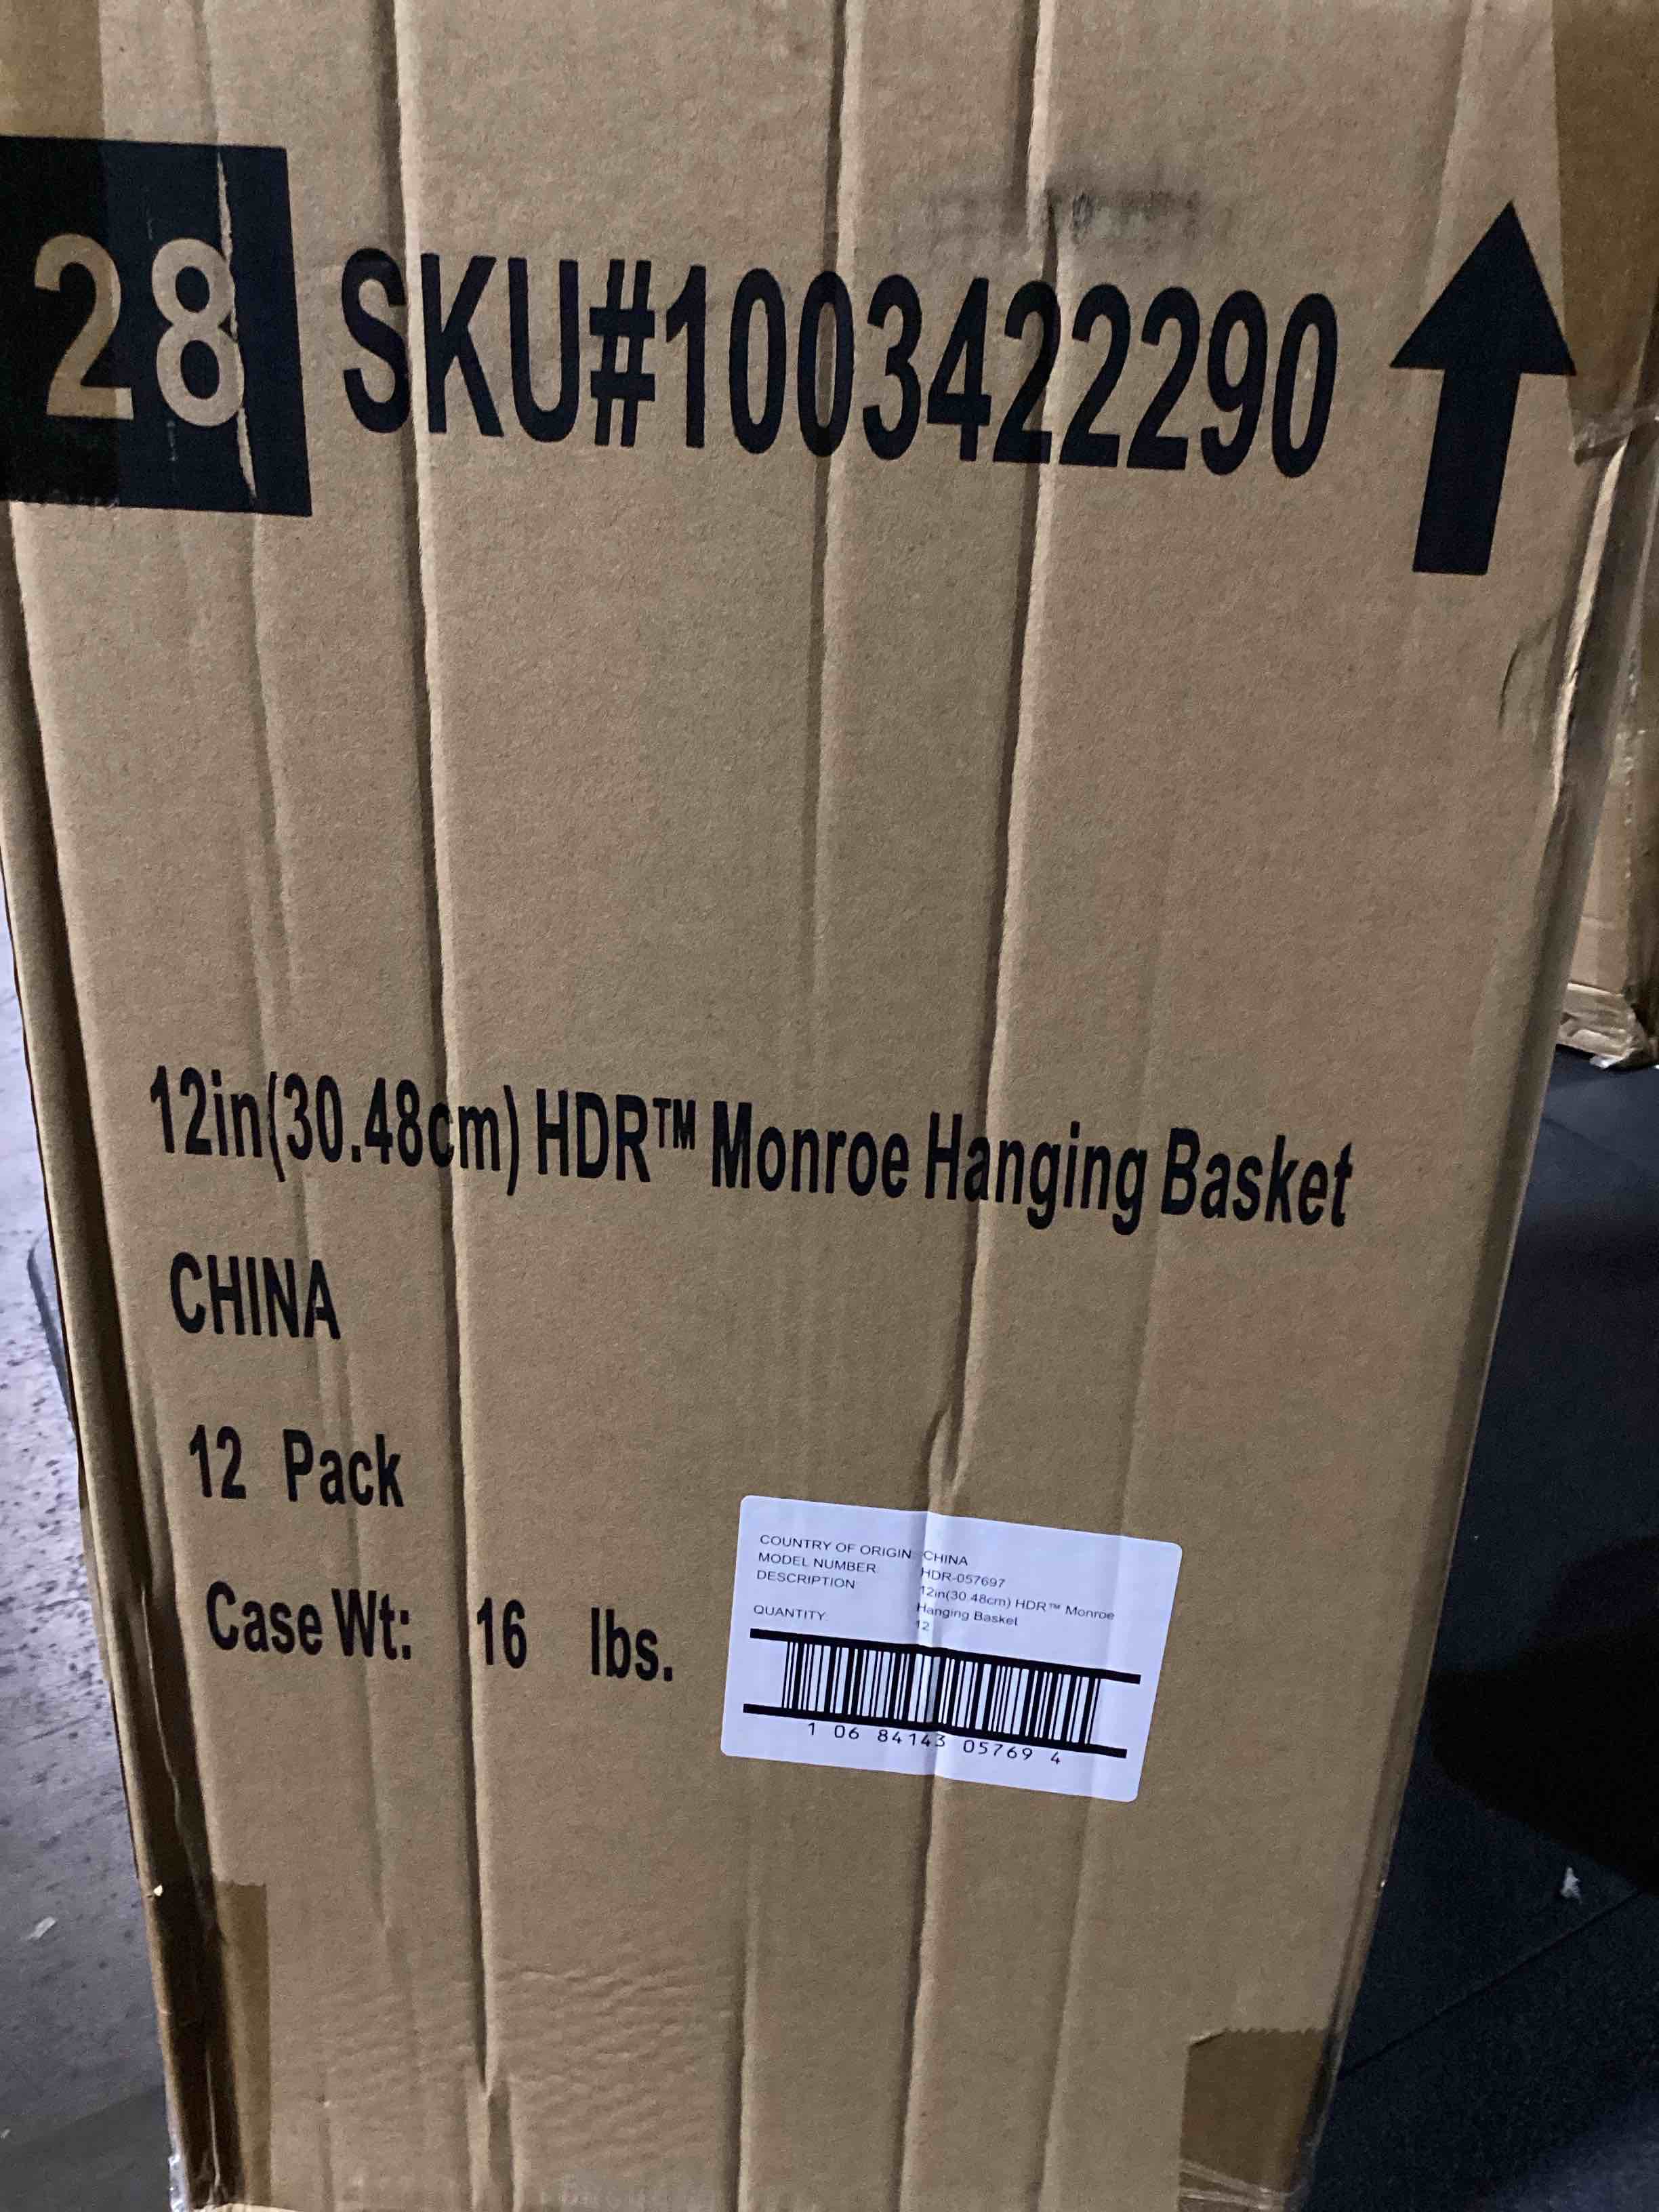 28 SKU#1003422290
12in(30.48cm) HDR™ Monroe Hanging Basket
CHINA
12 Pack
Case Wt: 16 lbs.
COUNTRY OF ORIGIN: CHINA
MODEL NUMBER HDR-057697
DESCRIPTION 12in(30.48cm) HDR™ Monroe
Hanging Basket
QUANTITY: 12
1 06 84143 05769 4